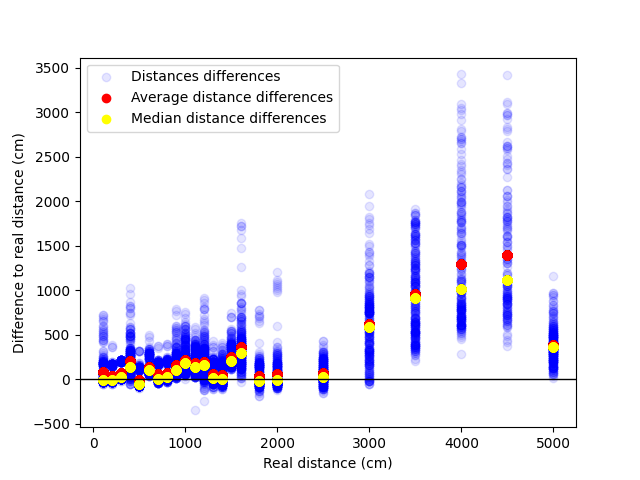 3500
3000
2500
2000
1500
1000
500
0
−500
Difference to real distance (cm)
Distances differences
Average distance differences
Median distance differences
0 1000 2000 3000 4000 5000
Real distance (cm)